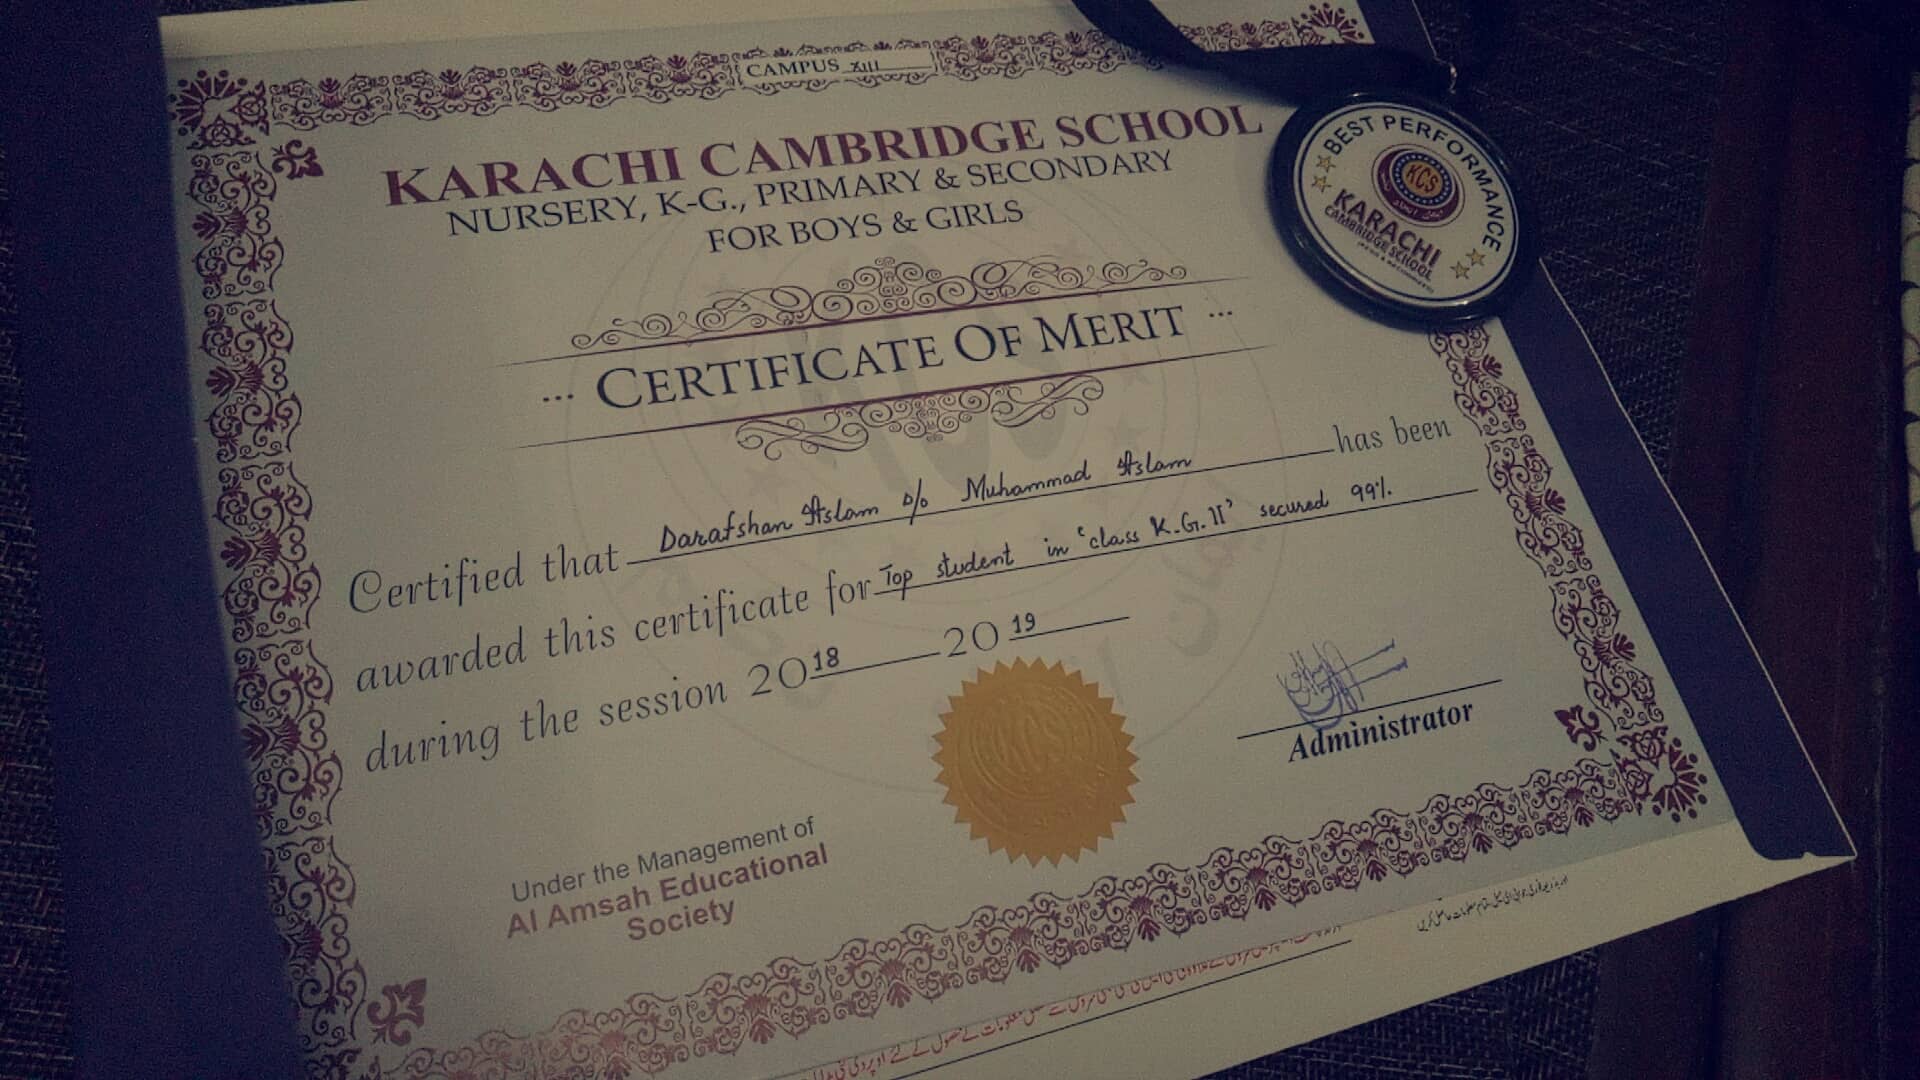 CAMPUS XIII
KARACHI CAMBRIDGE SCHOOL
NURSERY, K-G., PRIMARY & SECONDARY
FOR BOYS & GIRLS
··· CERTIFICATE OF MERIT ···
Certified that Darafshan Aslam D/o Muhammad Aslam has been
awarded this certificate for Top student in 'class K.G.II' secured 99%.
during the session 2018 2019
Administrator
Under the Management of
Al Amsah Educational
Society
BEST PERFORMANCE
KCS
KARACHI
CAMBRIDGE SCHOOL
KCS